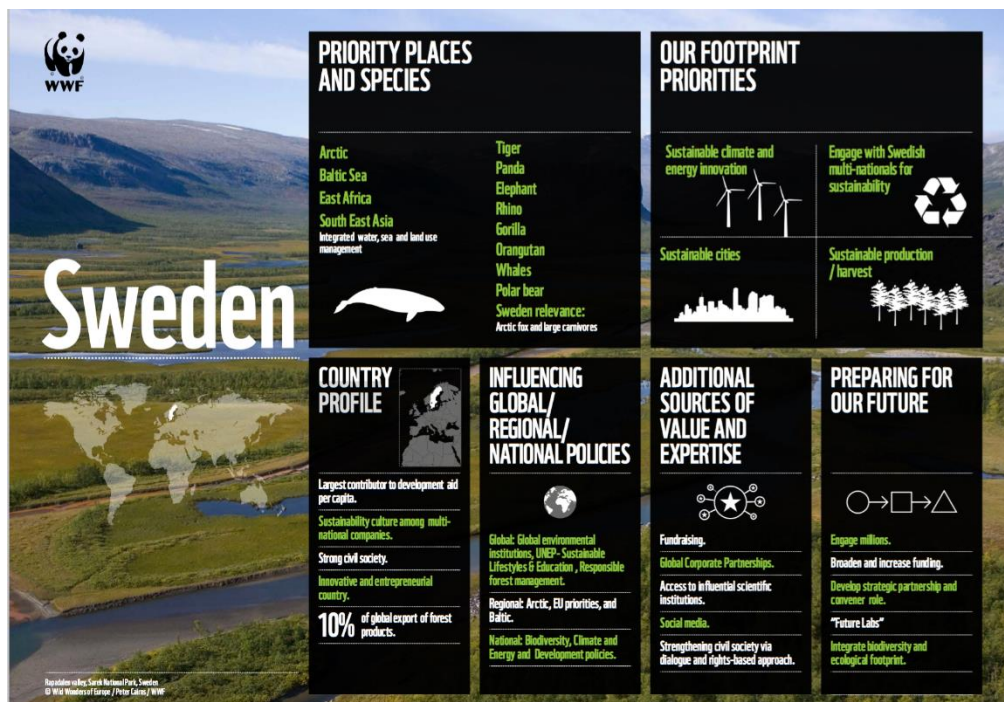 WWF
Sweden
Rapadalen valley, Sarek National Park, Sweden
© Wild Wonders of Europe / Peter Cairns / WWF
PRIORITY PLACES
AND SPECIES
Arctic
Baltic Sea
East Africa
South East Asia
Integrated water, sea and land use
management
Tiger
Panda
Elephant
Rhino
Gorilla
Orangutan
Whales
Polar bear
Sweden relevance:
Arctic fox and large carnivores
OUR FOOTPRINT
PRIORITIES
Sustainable climate and
energy innovation
Engage with Swedish
multi-nationals for
sustainability
Sustainable cities
Sustainable production
/ harvest
COUNTRY
PROFILE
Largest contributor to development aid
per capita.
Sustainability culture among multi-
national companies.
Strong civil society.
Innovative and entrepreneurial
country.
10% of global export of forest
products.
INFLUENCING
GLOBAL/
REGIONAL/
NATIONAL POLICIES
Global: Global environmental
institutions, UNEP- Sustainable
Lifestyles & Education , Responsible
forest management.
Regional: Arctic, EU priorities, and
Baltic.
National: Biodiversity, Climate and
Energy and Development policies.
ADDITIONAL
SOURCES OF
VALUE AND
EXPERTISE
Fundraising.
Global Corporate Partnerships.
Access to influential scientific
institutions.
Social media.
Strengthening civil society via
dialogue and rights-based approach.
PREPARING FOR
OUR FUTURE
Engage millions.
Broaden and increase funding.
Develop strategic partnership and
convener role.
"Future Labs"
Integrate biodiversity and
ecological footprint.